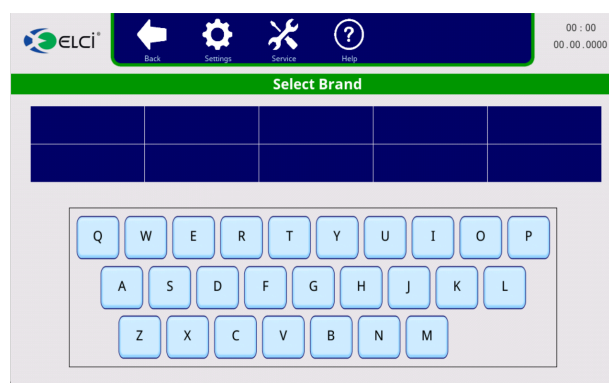 ELCi®
Back Settings Service Help
00 : 00
00.00.0000
Select Brand
Q W E R T Y U I O P
A S D F G H J K L
Z X C V B N M